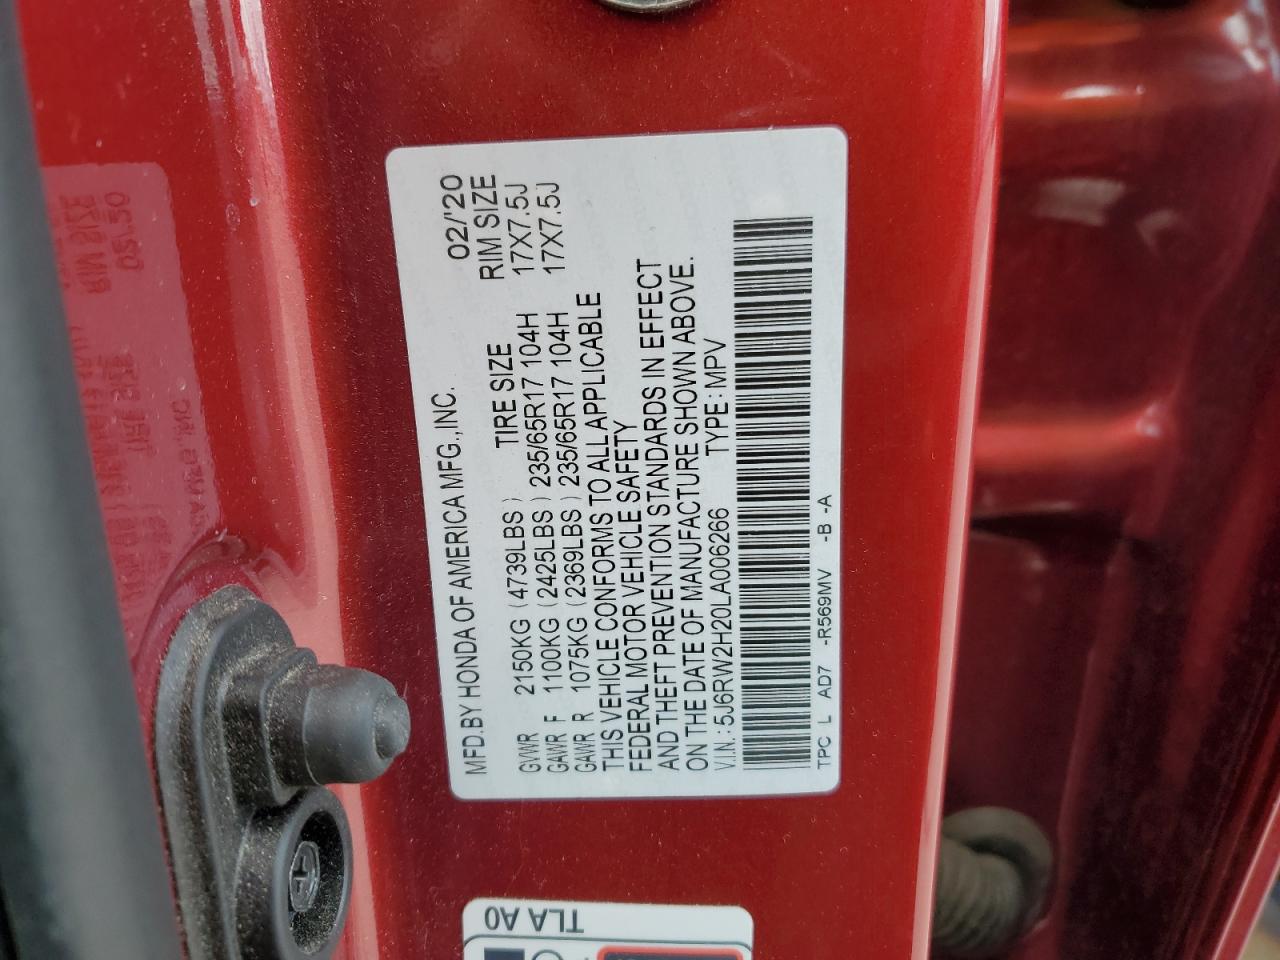 MFD. BY HONDA OF AMERICA MFG., INC. 02/'20
GVWR 2150KG (4739LBS) TIRE SIZE RIM SIZE
GAWR F 1100KG (2425LBS) 235/65R17 104H 17X7.5J
GAWR R 1075KG (2369LBS) 235/65R17 104H 17X7.5J
THIS VEHICLE CONFORMS TO ALL APPLICABLE
FEDERAL MOTOR VEHICLE SAFETY
AND THEFT PREVENTION STANDARDS IN EFFECT
ON THE DATE OF MANUFACTURE SHOWN ABOVE.
V.I.N.: 5J6RW2H20LA006266 TYPE: MPV
TPC L AD7 -R569MV -B -A
TLA A0